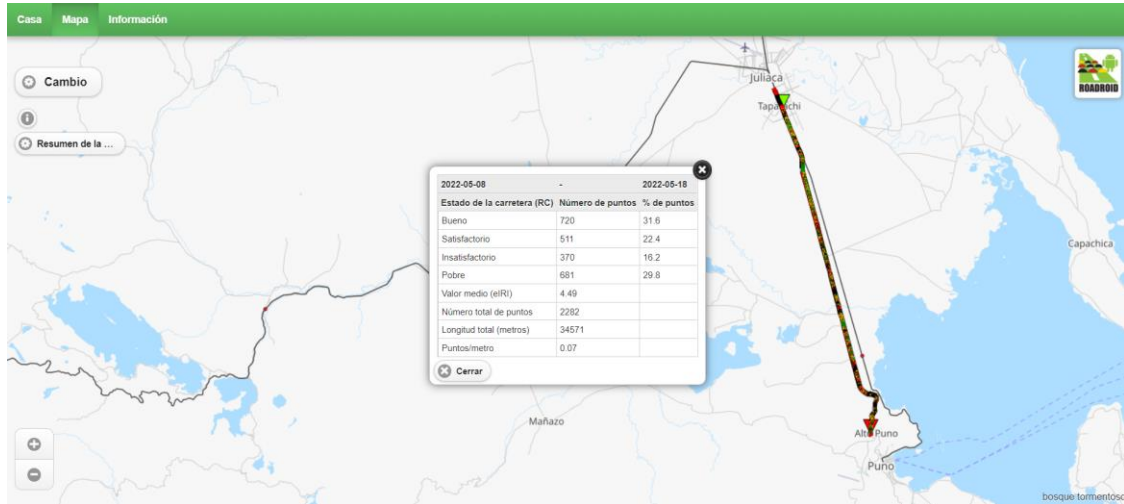 Casa Mapa Información
Cambio
Resumen de la ...
Juliaca
ROADROID
2022-05-08 - 2022-05-18
Estado de la carretera (RC) Número de puntos % de puntos
Bueno 720 31.6
Satisfactorio 511 22.4
Insatisfactorio 370 16.2
Pobre 681 29.8
Valor medio (eIRI) 4.49
Número total de puntos 2282
Longitud total (metros) 34571
Puntos/metro 0.07
Cerrar
Capachica
Mañazo
Alto Puno
Puno
bosque tormentoso